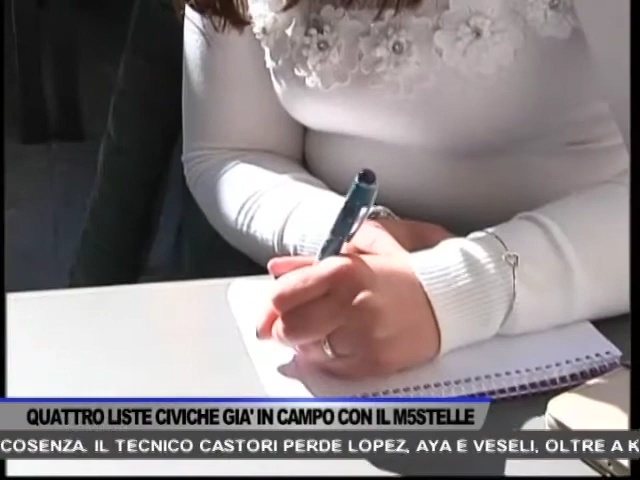 QUATTRO LISTE CIVICHE GIA' IN CAMPO CON IL M5STELLE
COSENZA. IL TECNICO CASTORI PERDE LOPEZ, AYA E VESELI, OLTRE A K